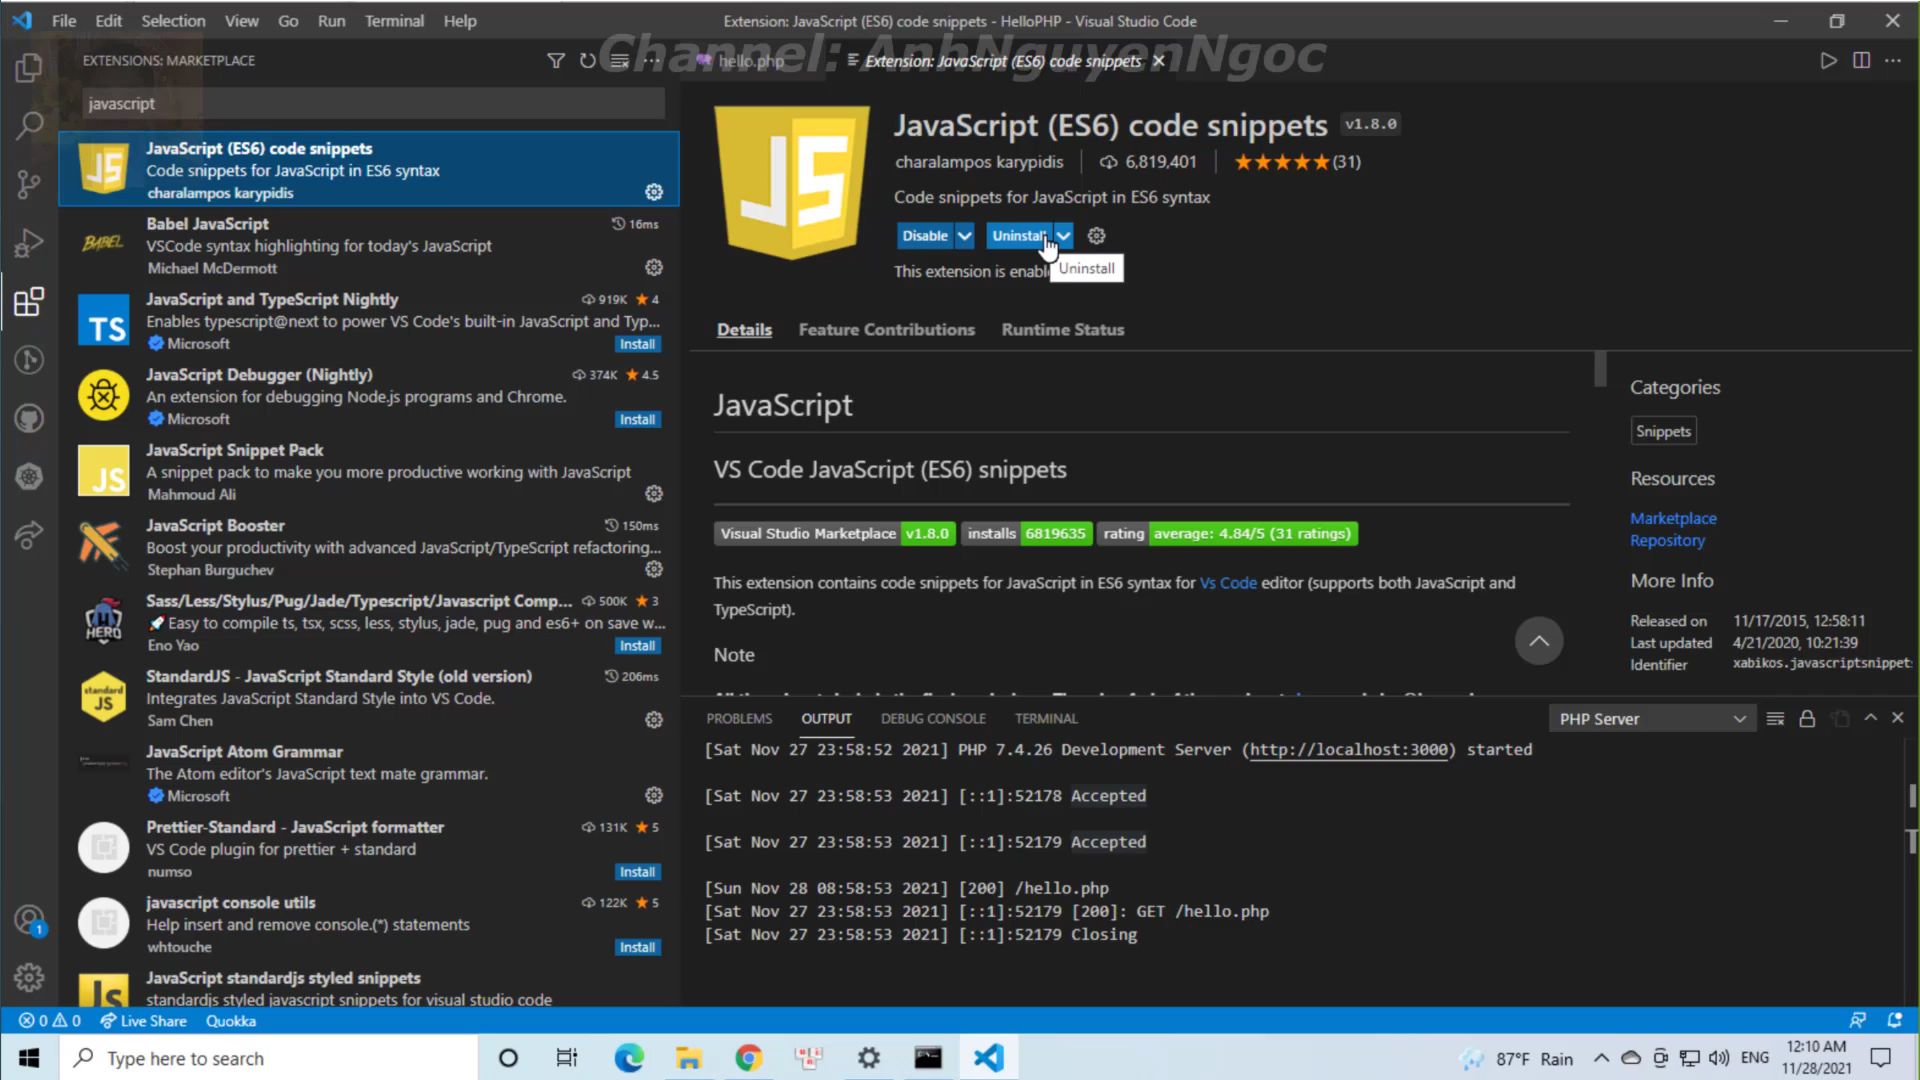 File Edit Selection View Go Run Terminal Help
Extension: JavaScript (ES6) code snippets - HelloPHP - Visual Studio Code
Channel: AnhNguyenNgoc
EXTENSIONS: MARKETPLACE
javascript
JavaScript (ES6) code snippets
Code snippets for JavaScript in ES6 syntax
charalampos karypidis
Babel JavaScript 16ms
VSCode syntax highlighting for today's JavaScript
Michael McDermott
JavaScript and TypeScript Nightly 919K ★ 4
Enables typescript@next to power VS Code's built-in JavaScript and Typ...
Microsoft Install
JavaScript Debugger (Nightly) 374K ★ 4.5
An extension for debugging Node.js programs and Chrome.
Microsoft Install
JavaScript Snippet Pack
A snippet pack to make you more productive working with JavaScript
Mahmoud Ali
JavaScript Booster 150ms
Boost your productivity with advanced JavaScript/TypeScript refactoring...
Stephan Burguchev
Sass/Less/Stylus/Pug/Jade/Typescript/Javascript Comp... 500K ★ 3
🚀 Easy to compile ts, tsx, scss, less, stylus, jade, pug and es6+ on save w...
Eno Yao Install
StandardJS - JavaScript Standard Style (old version) 206ms
Integrates JavaScript Standard Style into VS Code.
Sam Chen
JavaScript Atom Grammar
The Atom editor's JavaScript text mate grammar.
Microsoft
Prettier-Standard - JavaScript formatter 131K ★ 5
VS Code plugin for prettier + standard
numso Install
javascript console utils 122K ★ 5
Help insert and remove console.(*) statements
whtouche Install
JavaScript standardjs styled snippets
standardjs styled javascript snippets for visual studio code
BABEL
TS
JS
HERO
standard JS
hello.php Extension: JavaScript (ES6) code snippets
JS
JavaScript (ES6) code snippets v1.8.0
charalampos karypidis 6,819,401 ★★★★★(31)
Code snippets for JavaScript in ES6 syntax
Disable Uninstall
This extension is enabl
Uninstall
Details Feature Contributions Runtime Status
JavaScript
VS Code JavaScript (ES6) snippets
Visual Studio Marketplace v1.8.0 installs 6819635 rating average: 4.84/5 (31 ratings)
This extension contains code snippets for JavaScript in ES6 syntax for Vs Code editor (supports both JavaScript and
TypeScript).
Note
Categories
Snippets
Resources
Marketplace
Repository
More Info
Released on 11/17/2015, 12:58:11
Last updated 4/21/2020, 10:21:39
Identifier xabikos.javascriptsnippet
PROBLEMS OUTPUT DEBUG CONSOLE TERMINAL PHP Server
[Sat Nov 27 23:58:52 2021] PHP 7.4.26 Development Server (http://localhost:3000) started
[Sat Nov 27 23:58:53 2021] [::1]:52178 Accepted
[Sat Nov 27 23:58:53 2021] [::1]:52179 Accepted
[Sun Nov 28 08:58:53 2021] [200] /hello.php
[Sat Nov 27 23:58:53 2021] [::1]:52179 [200]: GET /hello.php
[Sat Nov 27 23:58:53 2021] [::1]:52179 Closing
1
0 0 Live Share Quokka
Type here to search
87°F Rain ENG 12:10 AM
11/28/2021